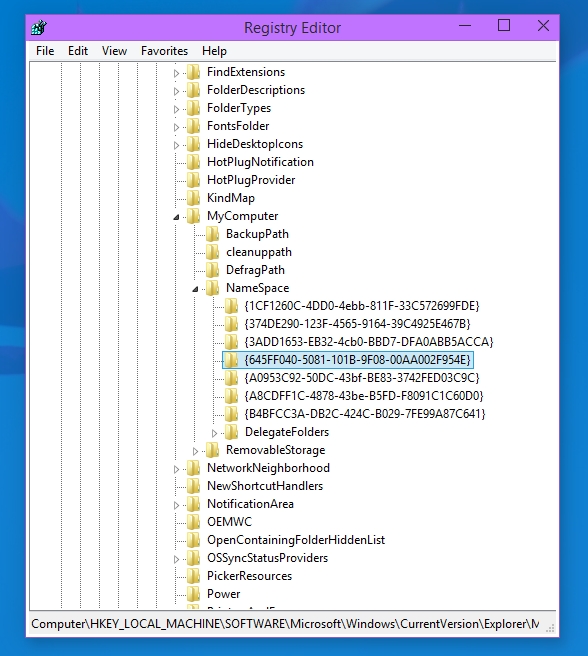 Registry Editor
File Edit View Favorites Help
FindExtensions
FolderDescriptions
FolderTypes
FontsFolder
HideDesktopIcons
HotPlugNotification
HotPlugProvider
KindMap
MyComputer
BackupPath
cleanuppath
DefragPath
NameSpace
{1CF1260C-4DD0-4ebb-811F-33C572699FDE}
{374DE290-123F-4565-9164-39C4925E467B}
{3ADD1653-EB32-4cb0-BBD7-DFA0ABB5ACCA}
{645FF040-5081-101B-9F08-00AA002F954E}
{A0953C92-50DC-43bf-BE83-3742FED03C9C}
{A8CDFF1C-4878-43be-B5FD-F8091C1C60D0}
{B4BFCC3A-DB2C-424C-B029-7FE99A87C641}
DelegateFolders
RemovableStorage
NetworkNeighborhood
NewShortcutHandlers
NotificationArea
OEMWC
OpenContainingFolderHiddenList
OSSyncStatusProviders
PickerResources
Power
Computer\HKEY_LOCAL_MACHINE\SOFTWARE\Microsoft\Windows\CurrentVersion\Explorer\M